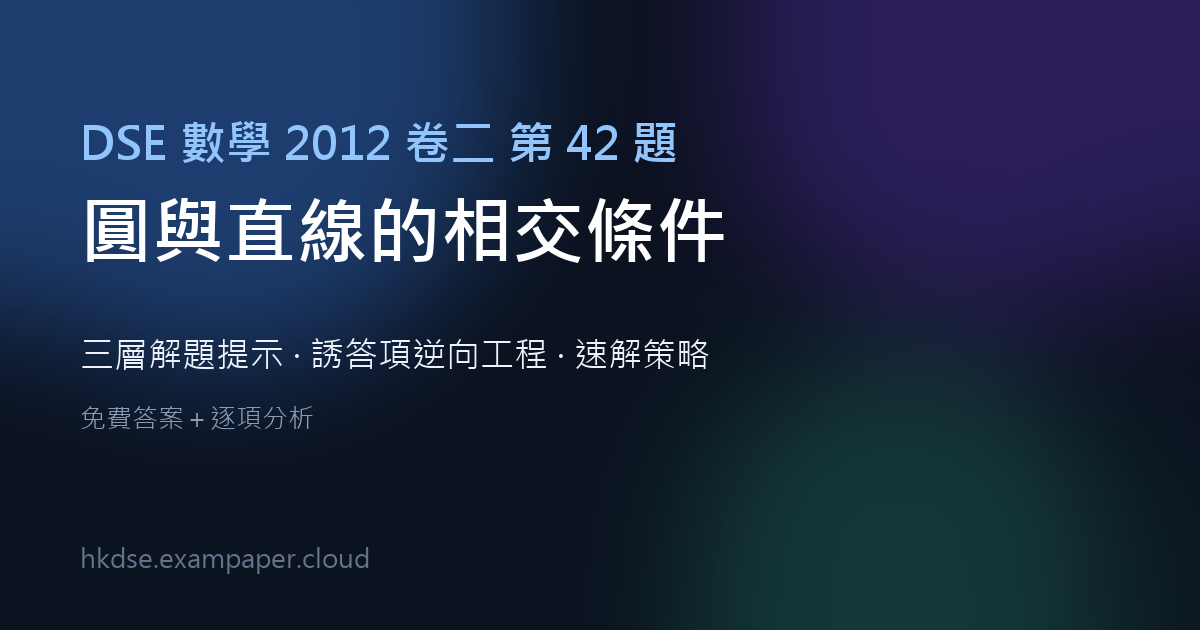 DSE 數學 2012 卷二 第 42 題
圓與直線的相交條件
三層解題提示 · 誘答項逆向工程 · 速解策略
免費答案 + 逐項分析
hkdse.exampaper.cloud